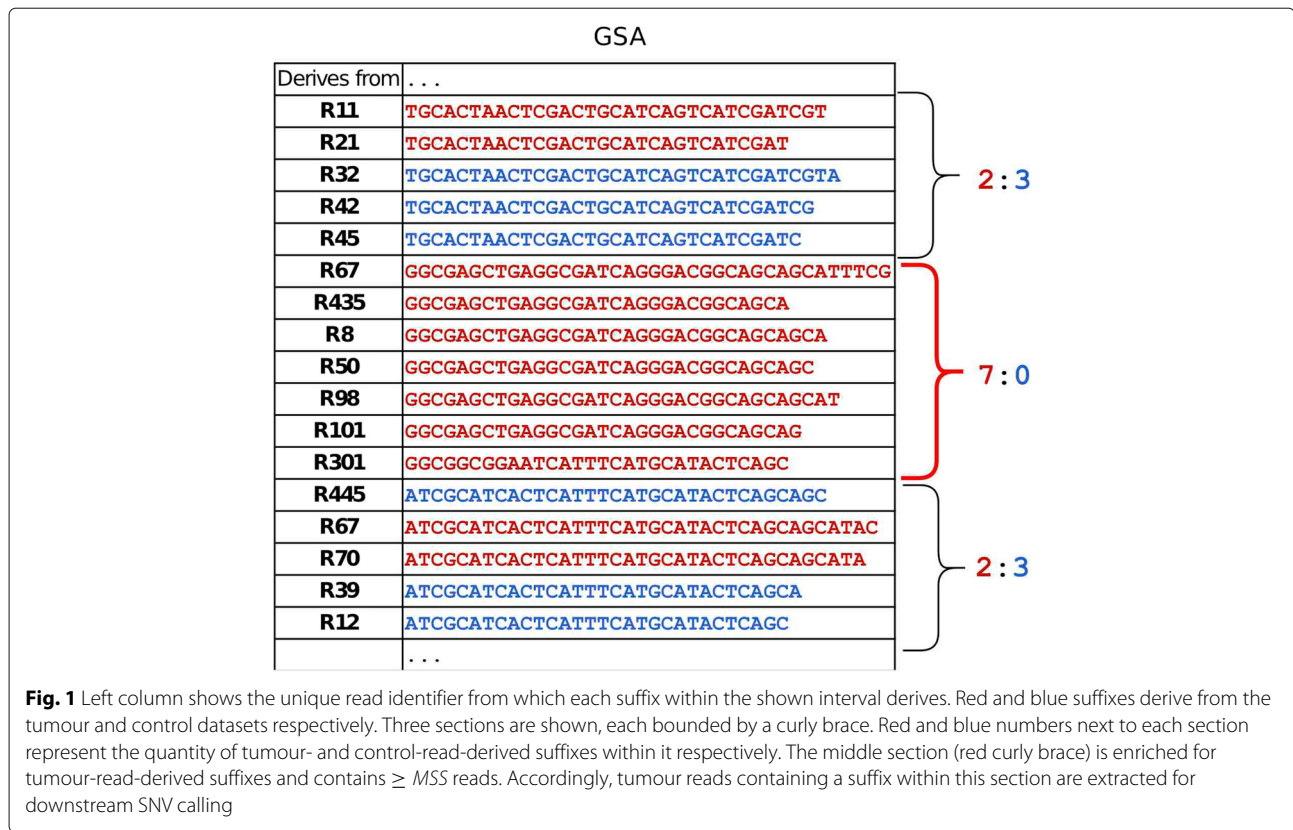 GSA
Derives from ...
R11 TGCACTAACTCGACTGCATCAGTCATCGATCGT
R21 TGCACTAACTCGACTGCATCAGTCATCGAT
R32 TGCACTAACTCGACTGCATCAGTCATCGATCGTA
2:3
R42 TGCACTAACTCGACTGCATCAGTCATCGATCG
R45 TGCACTAACTCGACTGCATCAGTCATCGATC
R67 GGCGAGCTGAGGCGATCAGGGACGGCAGCAGCATTTCG
R435 GGCGAGCTGAGGCGATCAGGGACGGCAGCA
R8 GGCGAGCTGAGGCGATCAGGGACGGCAGCAGCA
R50 GGCGAGCTGAGGCGATCAGGGACGGCAGCAGC
7:0
R98 GGCGAGCTGAGGCGATCAGGGACGGCAGCAGCAT
R101 GGCGAGCTGAGGCGATCAGGGACGGCAGCAG
R301 GGCGGCGGAATCATTTCATGCATACTCAGC
R445 ATCGCATCACTCATTTCATGCATACTCAGCAGC
R67 ATCGCATCACTCATTTCATGCATACTCAGCAGCATAC
R70 ATCGCATCACTCATTTCATGCATACTCAGCAGCATA
2:3
R39 ATCGCATCACTCATTTCATGCATACTCAGCA
R12 ATCGCATCACTCATTTCATGCATACTCAGC
...
Fig. 1 Left column shows the unique read identifier from which each suffix within the shown interval derives. Red and blue suffixes derive from the
tumour and control datasets respectively. Three sections are shown, each bounded by a curly brace. Red and blue numbers next to each section
represent the quantity of tumour- and control-read-derived suffixes within it respectively. The middle section (red curly brace) is enriched for
tumour-read-derived suffixes and contains ≥ MSS reads. Accordingly, tumour reads containing a suffix within this section are extracted for
downstream SNV calling